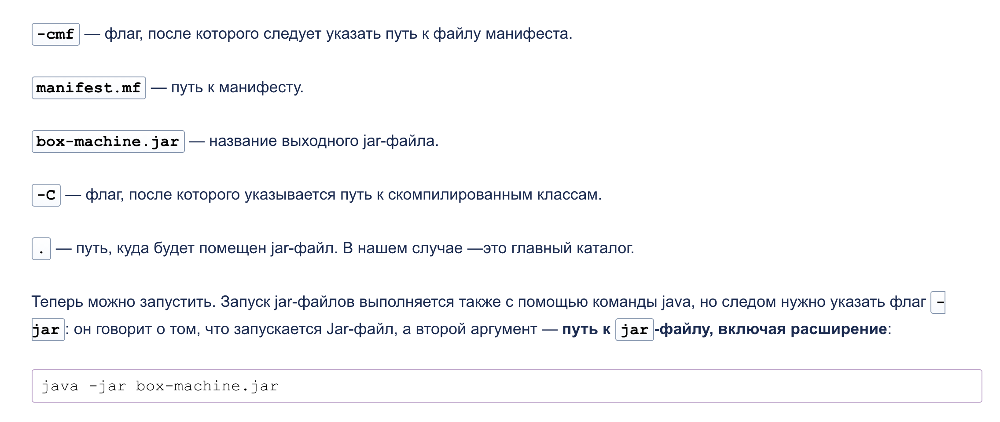 -cmf — флаг, после которого следует указать путь к файлу манифеста.
manifest.mf — путь к манифесту.
box-machine.jar — название выходного jar-файла.
-C — флаг, после которого указывается путь к скомпилированным классам.
. — путь, куда будет помещен jar-файл. В нашем случае —это главный каталог.
Теперь можно запустить. Запуск jar-файлов выполняется также с помощью команды java, но следом нужно указать флаг -
jar: он говорит о том, что запускается Jar-файл, а второй аргумент — путь к jar-файлу, включая расширение:
java -jar box-machine.jar